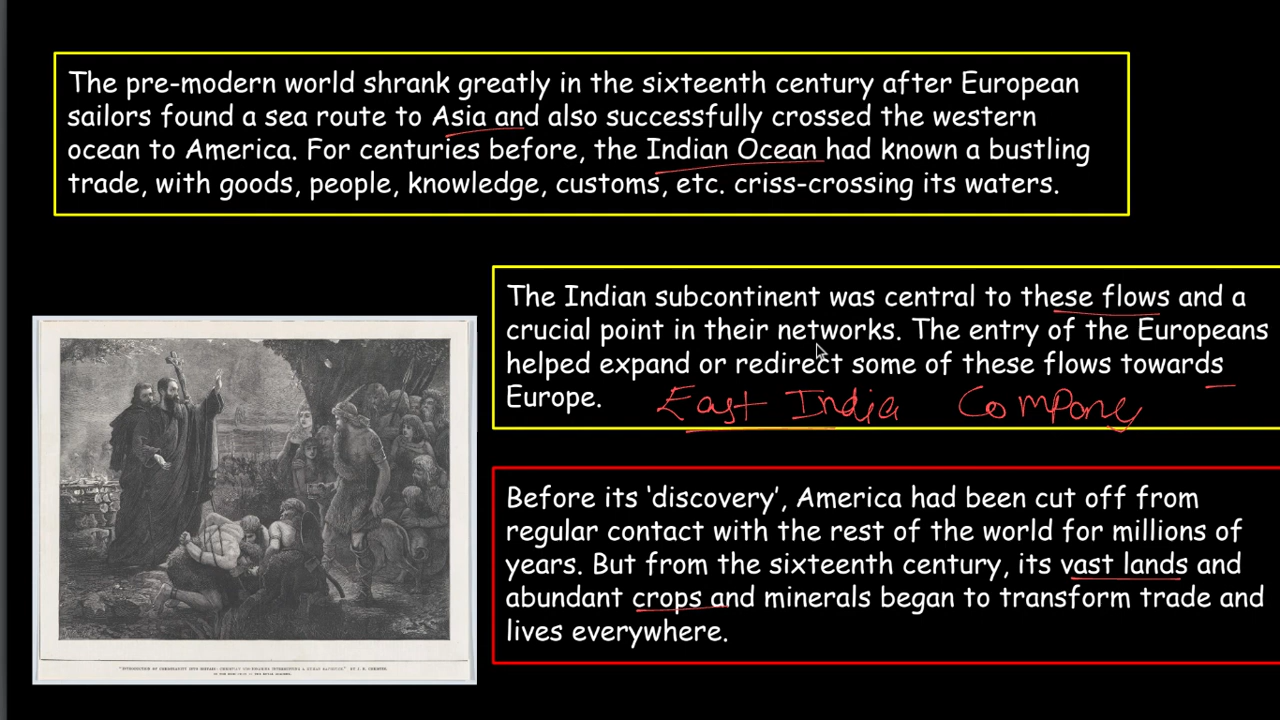 The pre-modern world shrank greatly in the sixteenth century after European
sailors found a sea route to Asia and also successfully crossed the western
ocean to America. For centuries before, the Indian Ocean had known a bustling
trade, with goods, people, knowledge, customs, etc. criss-crossing its waters.
The Indian subcontinent was central to these flows and a
crucial point in their networks. The entry of the Europeans
helped expand or redirect some of these flows towards
Europe.
East India Company
Before its ‘discovery’, America had been cut off from
regular contact with the rest of the world for millions of
years. But from the sixteenth century, its vast lands and
abundant crops and minerals began to transform trade and
lives everywhere.